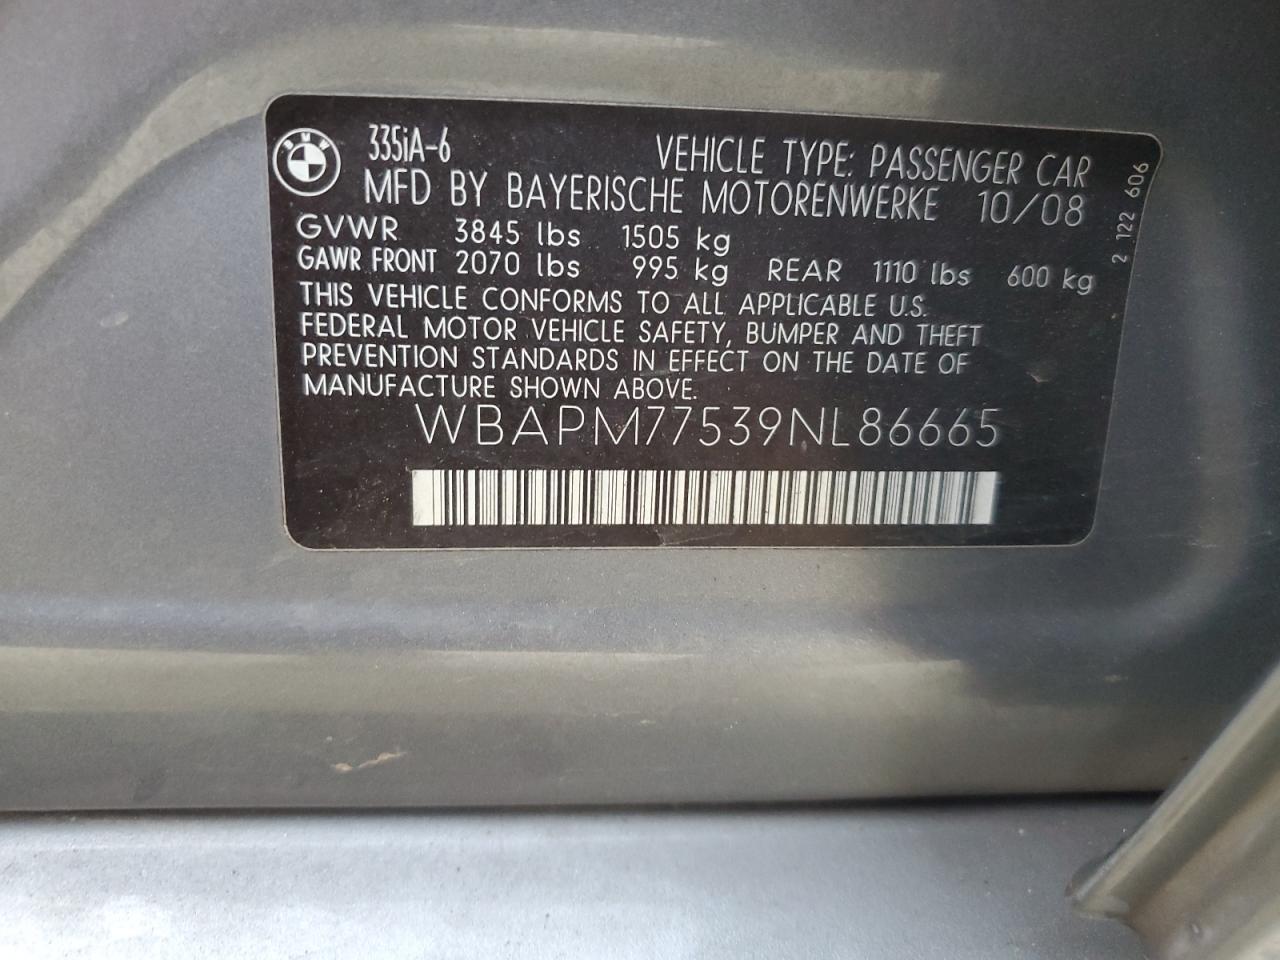 BMW
335iA-6
VEHICLE TYPE: PASSENGER CAR
MFD BY BAYERISCHE MOTORENWERKE 10/08
GVWR 3845 lbs 1505 kg
GAWR FRONT 2070 lbs 995 kg REAR 1110 lbs 600 kg
THIS VEHICLE CONFORMS TO ALL APPLICABLE U.S.
FEDERAL MOTOR VEHICLE SAFETY, BUMPER AND THEFT
PREVENTION STANDARDS IN EFFECT ON THE DATE OF
MANUFACTURE SHOWN ABOVE.
WBAPM77539NL86665
2 122 606